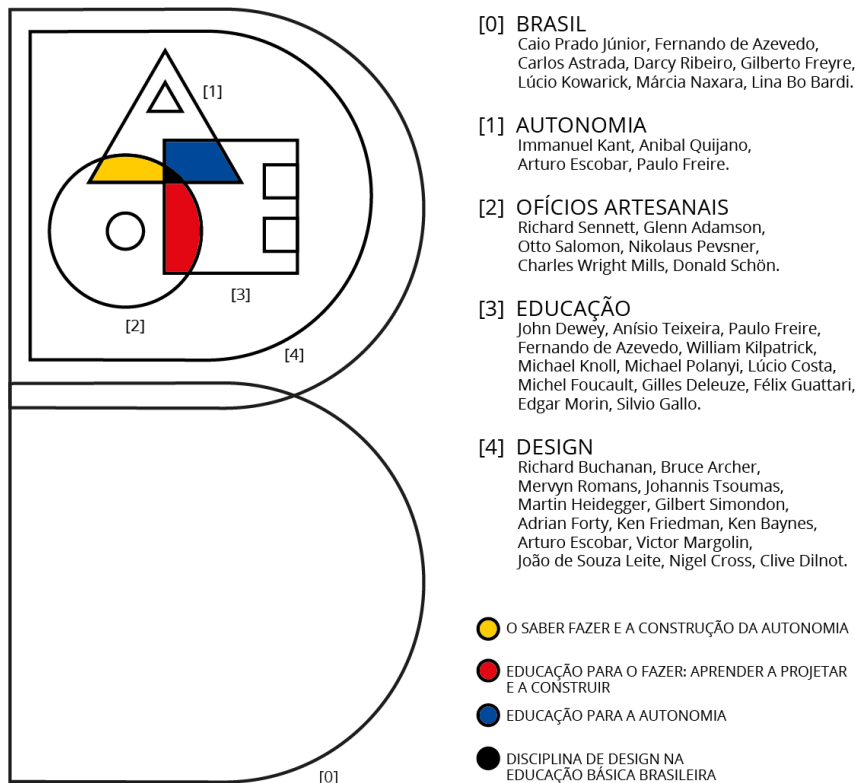 [1]
[2]
[3]
[4]
[0]
[0] BRASIL
Caio Prado Júnior, Fernando de Azevedo,
Carlos Astrada, Darcy Ribeiro, Gilberto Freyre,
Lúcio Kowarick, Márcia Naxara, Lina Bo Bardi.
[1] AUTONOMIA
Immanuel Kant, Anibal Quijano,
Arturo Escobar, Paulo Freire.
[2] OFÍCIOS ARTESANAIS
Richard Sennett, Glenn Adamson,
Otto Salomon, Nikolaus Pevsner,
Charles Wright Mills, Donald Schön.
[3] EDUCAÇÃO
John Dewey, Anísio Teixeira, Paulo Freire,
Fernando de Azevedo, William Kilpatrick,
Michael Knoll, Michael Polanyi, Lúcio Costa,
Michel Foucault, Gilles Deleuze, Félix Guattari,
Edgar Morin, Silvio Gallo.
[4] DESIGN
Richard Buchanan, Bruce Archer,
Mervyn Romans, Johannis Tsoumas,
Martin Heidegger, Gilbert Simondon,
Adrian Forty, Ken Friedman, Ken Baynes,
Arturo Escobar, Victor Margolin,
João de Souza Leite, Nigel Cross, Clive Dilnot.
O SABER FAZER E A CONSTRUÇÃO DA AUTONOMIA
EDUCAÇÃO PARA O FAZER: APRENDER A PROJETAR
E A CONSTRUIR
EDUCAÇÃO PARA A AUTONOMIA
DISCIPLINA DE DESIGN NA
EDUCAÇÃO BÁSICA BRASILEIRA